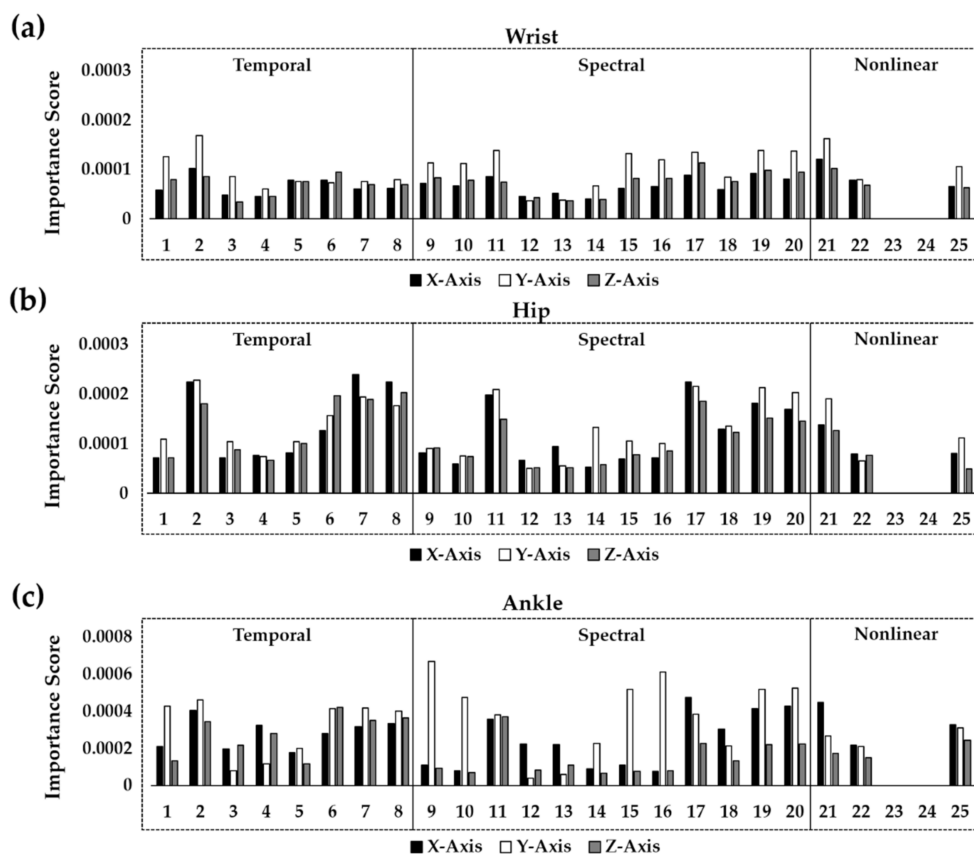 (a)
Wrist
Temporal Spectral Nonlinear
Importance Score
0.0003
0.0002
0.0001
0
1 2 3 4 5 6 7 8 9 10 11 12 13 14 15 16 17 18 19 20 21 22 23 24 25
X-Axis Y-Axis Z-Axis
(b)
Hip
Temporal Spectral Nonlinear
Importance Score
0.0003
0.0002
0.0001
0
1 2 3 4 5 6 7 8 9 10 11 12 13 14 15 16 17 18 19 20 21 22 23 24 25
X-Axis Y-Axis Z-Axis
(c)
Ankle
Temporal Spectral Nonlinear
Importance Score
0.0008
0.0006
0.0004
0.0002
0
1 2 3 4 5 6 7 8 9 10 11 12 13 14 15 16 17 18 19 20 21 22 23 24 25
X-Axis Y-Axis Z-Axis